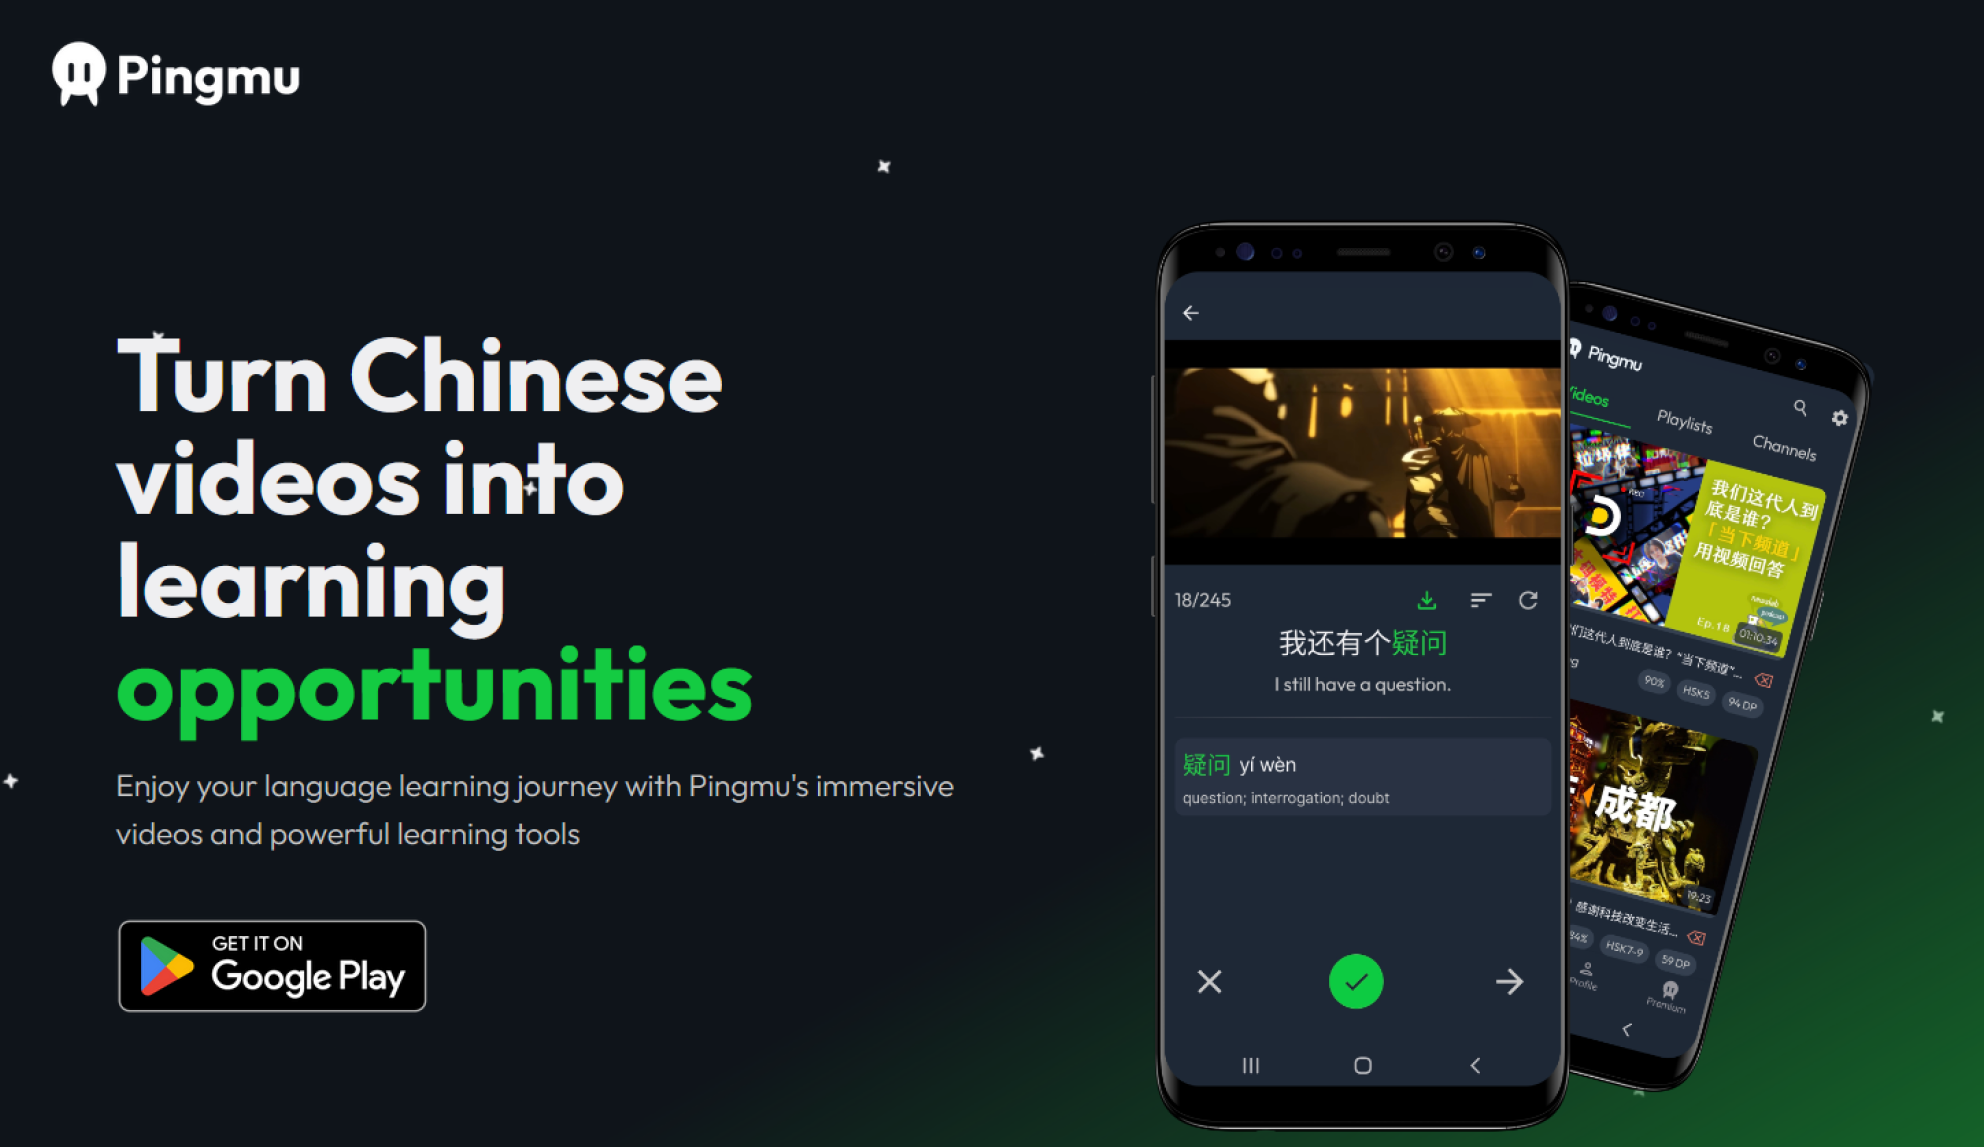 Pingmu
Turn Chinese
videos into
learning
opportunities
Enjoy your language learning journey with Pingmu's immersive
videos and powerful learning tools
GET IT ON
Google Play
18/245
我还有个疑问
I still have a question.
疑问 yí wèn
question; interrogation; doubt
Pingmu
Videos Playlists Channels
我们这代人到
底是谁？
「当下频道」
用视频回答
Ep.18 01:10:34
们这代人到底是谁？“当下频道”...
90% HSK5 94 DP
成都
19:23
感谢科技改变生活...
84% HSK7-9 59 DP
Profile Premium